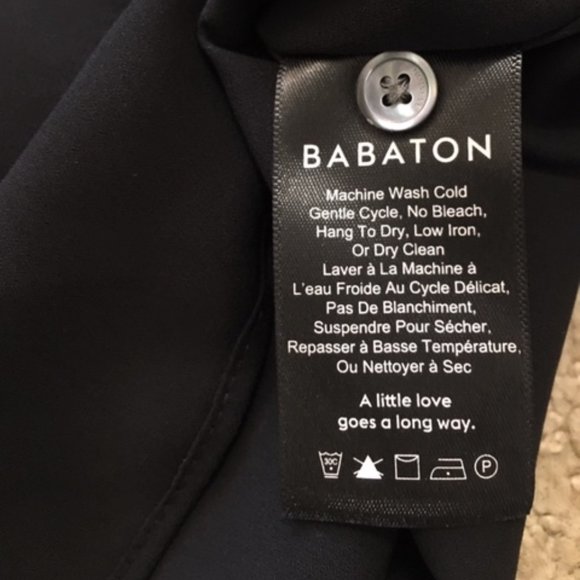 BABATON
Machine Wash Cold
Gentle Cycle, No Bleach,
Hang To Dry, Low Iron,
Or Dry Clean
Laver à La Machine à
L'eau Froide Au Cycle Délicat,
Pas De Blanchiment,
Suspendre Pour Sécher,
Repasser à Basse Température,
Ou Nettoyer à Sec
A little love
goes a long way.
30C P